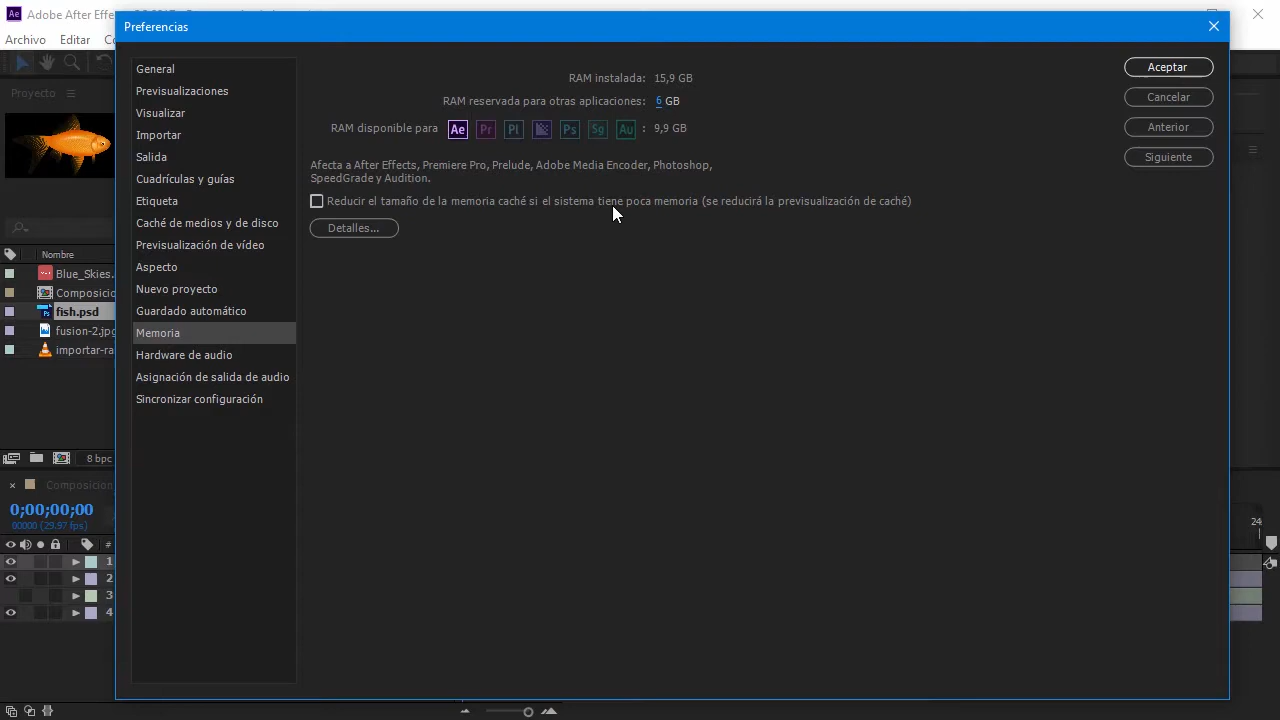 Ae Adobe After Effe
Preferencias
Archivo Editar Co
General
Previsualizaciones
Visualizar
Importar
Salida
Cuadrículas y guías
Etiqueta
Caché de medios y de disco
Previsualización de vídeo
Aspecto
Nuevo proyecto
Guardado automático
Memoria
Hardware de audio
Asignación de salida de audio
Sincronizar configuración
RAM instalada: 15,9 GB
RAM reservada para otras aplicaciones: 6 GB
RAM disponible para Ae Pr Pl Ps Sg Au : 9,9 GB
Afecta a After Effects, Premiere Pro, Prelude, Adobe Media Encoder, Photoshop,
SpeedGrade y Audition.
Reducir el tamaño de la memoria caché si el sistema tiene poca memoria (se reducirá la previsualización de caché)
Detalles...
Aceptar
Cancelar
Anterior
Siguiente
Proyecto
Nombre
Blue_Skies.
Composicio
fish.psd
fusion-2.jpg
importar-ra
8 bpc
Composicion
0;00;00;00
00000 (29.97 fps)
#
1
2
3
4
24